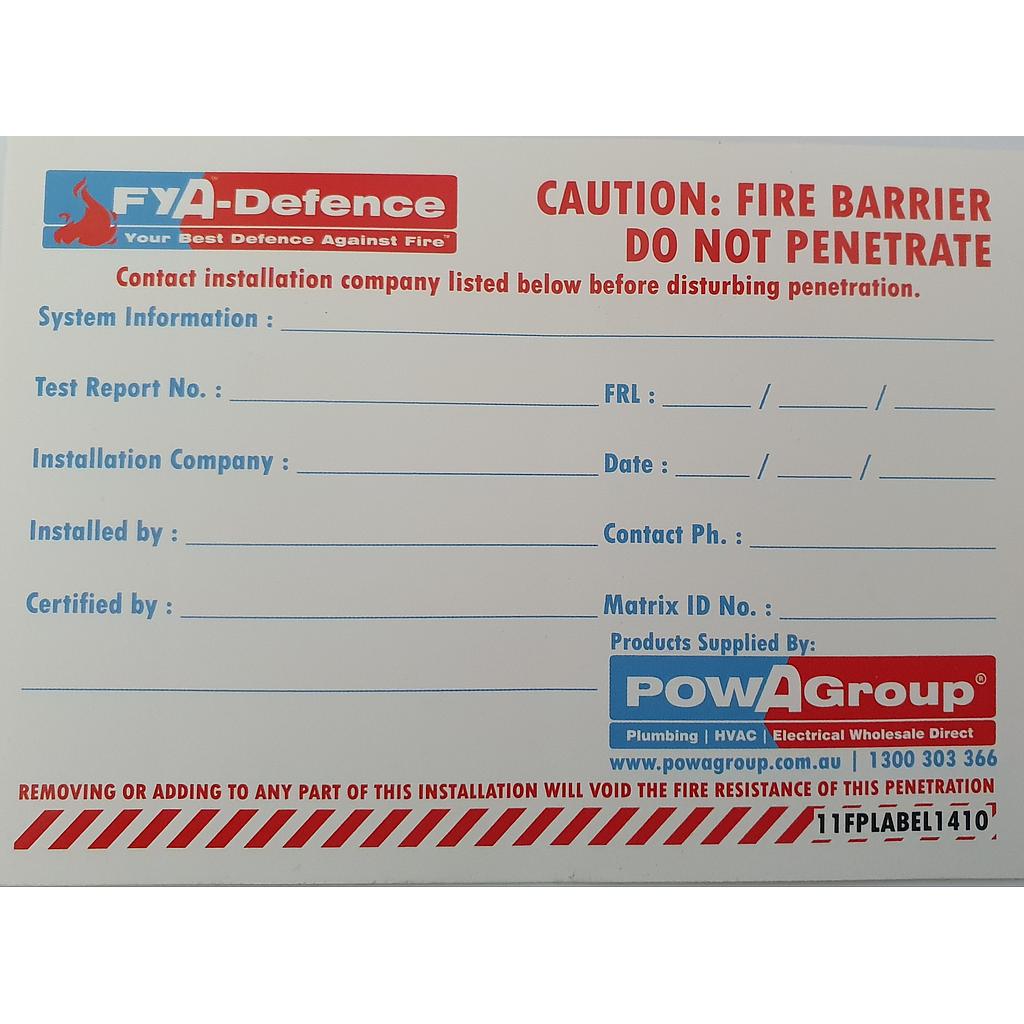 FYA-Defence™
Your Best Defence Against Fire™
CAUTION: FIRE BARRIER
DO NOT PENETRATE
Contact installation company listed below before disturbing penetration.
System Information :
Test Report No. : FRL : / /
Installation Company : Date : / /
Installed by : Contact Ph. :
Certified by : Matrix ID No. :
Products Supplied By:
POWAGroup®
Plumbing | HVAC | Electrical Wholesale Direct
www.powagroup.com.au | 1300 303 366
REMOVING OR ADDING TO ANY PART OF THIS INSTALLATION WILL VOID THE FIRE RESISTANCE OF THIS PENETRATION
11FPLABEL1410